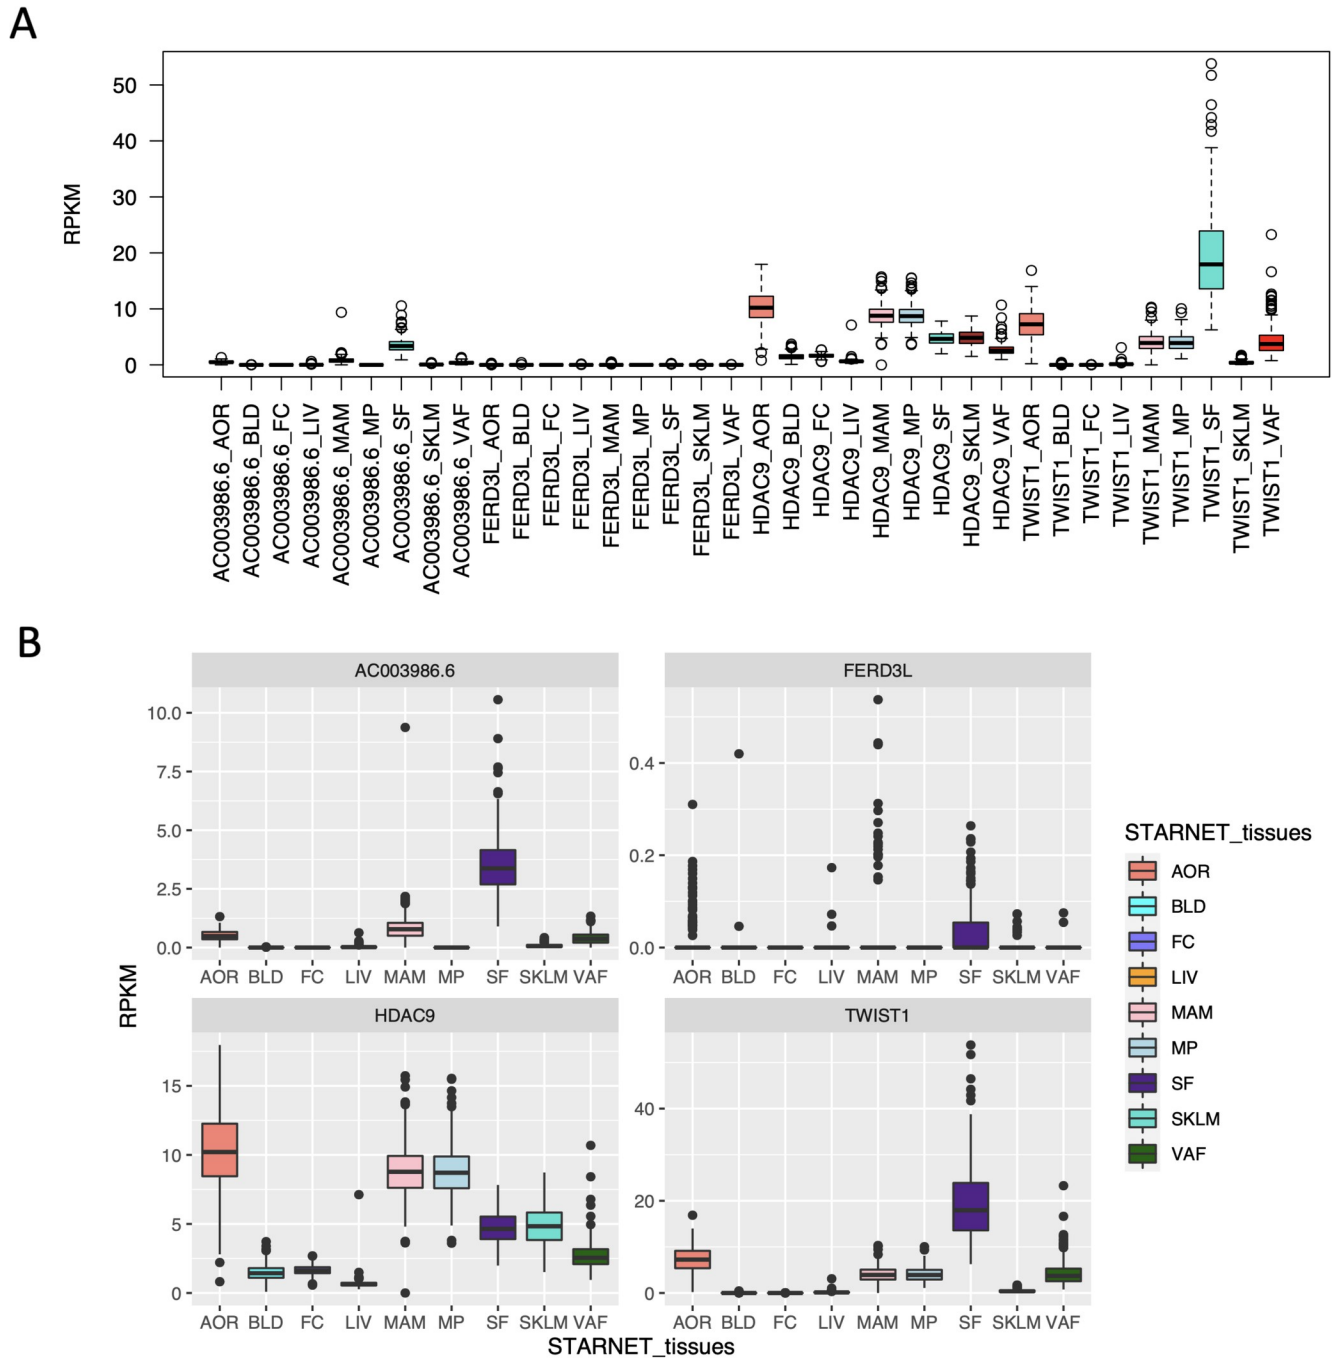 A
RPKM
50
40
30
20
10
0
AC003986.6_AOR
AC003986.6_BLD
AC003986.6_FC
AC003986.6_LIV
AC003986.6_MAM
AC003986.6_MP
AC003986.6_SF
AC003986.6_SKLM
AC003986.6_VAF
FERD3L_AOR
FERD3L_BLD
FERD3L_FC
FERD3L_LIV
FERD3L_MAM
FERD3L_MP
FERD3L_SF
FERD3L_SKLM
FERD3L_VAF
HDAC9_AOR
HDAC9_BLD
HDAC9_FC
HDAC9_LIV
HDAC9_MAM
HDAC9_MP
HDAC9_SF
HDAC9_SKLM
HDAC9_VAF
TWIST1_AOR
TWIST1_BLD
TWIST1_FC
TWIST1_LIV
TWIST1_MAM
TWIST1_MP
TWIST1_SF
TWIST1_SKLM
TWIST1_VAF
B
RPKM
AC003986.6
10.0
7.5
5.0
2.5
0.0
AOR BLD FC LIV MAM MP SF SKLM VAF
FERD3L
0.4
0.2
0.0
AOR BLD FC LIV MAM MP SF SKLM VAF
HDAC9
15
10
5
0
AOR BLD FC LIV MAM MP SF SKLM VAF
TWIST1
40
20
0
AOR BLD FC LIV MAM MP SF SKLM VAF
STARNET_tissues
STARNET_tissues
AOR
BLD
FC
LIV
MAM
MP
SF
SKLM
VAF